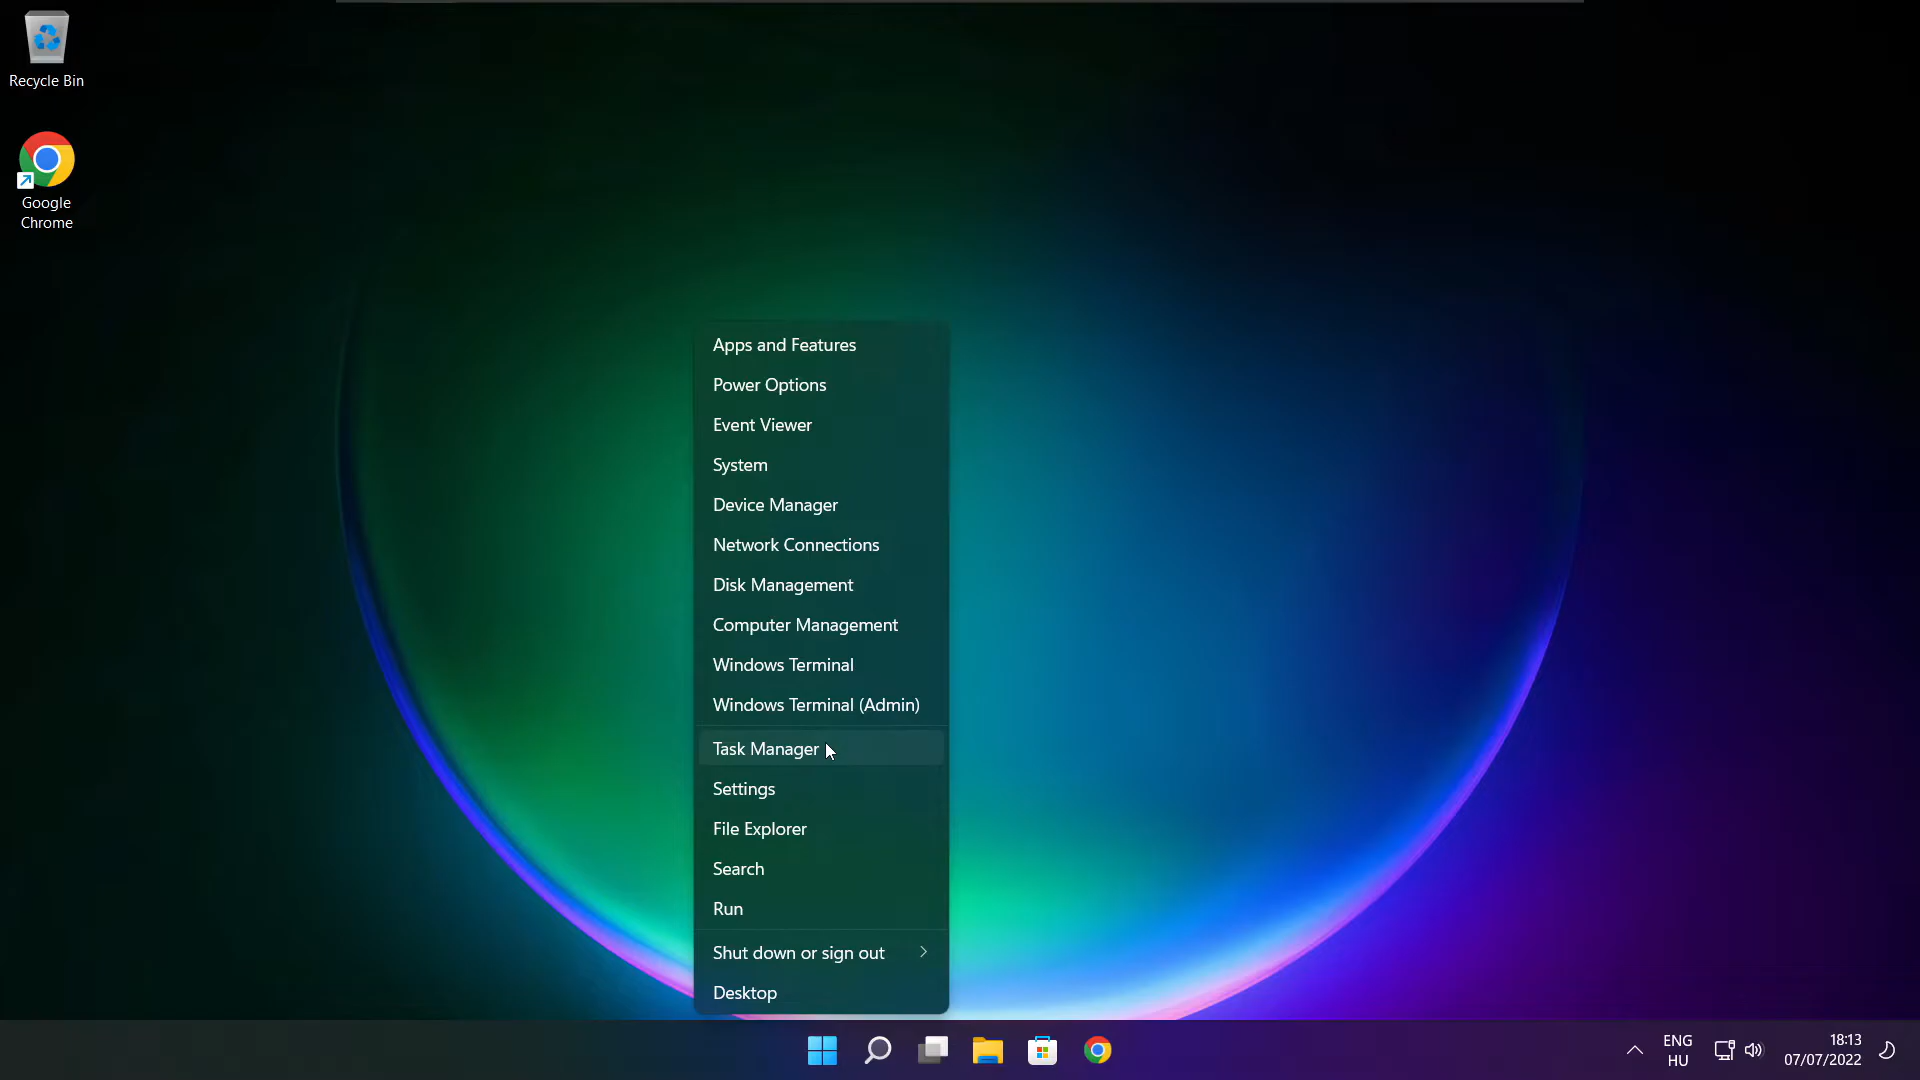 Recycle Bin
Google
Chrome
Apps and Features
Power Options
Event Viewer
System
Device Manager
Network Connections
Disk Management
Computer Management
Windows Terminal
Windows Terminal (Admin)
Task Manager
Settings
File Explorer
Search
Run
Shut down or sign out
Desktop
ENG
HU
18:13
07/07/2022